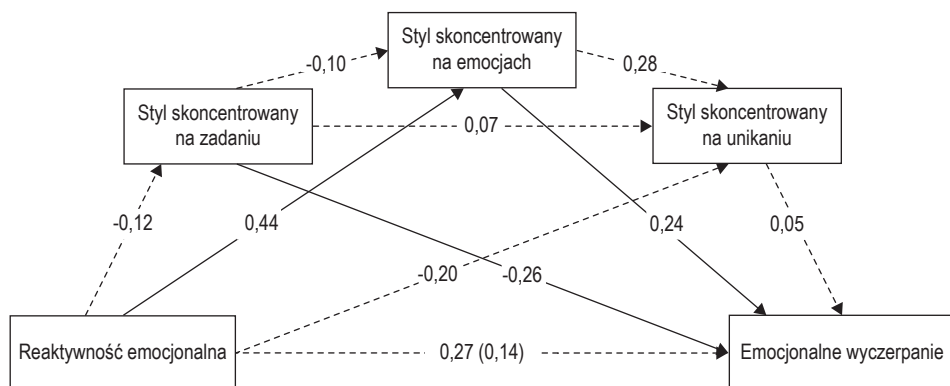 Styl skoncentrowany
na emocjach
-0,10
0,28
Styl skoncentrowany
na zadaniu
Styl skoncentrowany
na unikaniu
0,07
-0,12
0,44
0,24
0,05
-0,20
-0,26
Reaktywność emocjonalna
0,27 (0,14)
Emocjonalne wyczerpanie